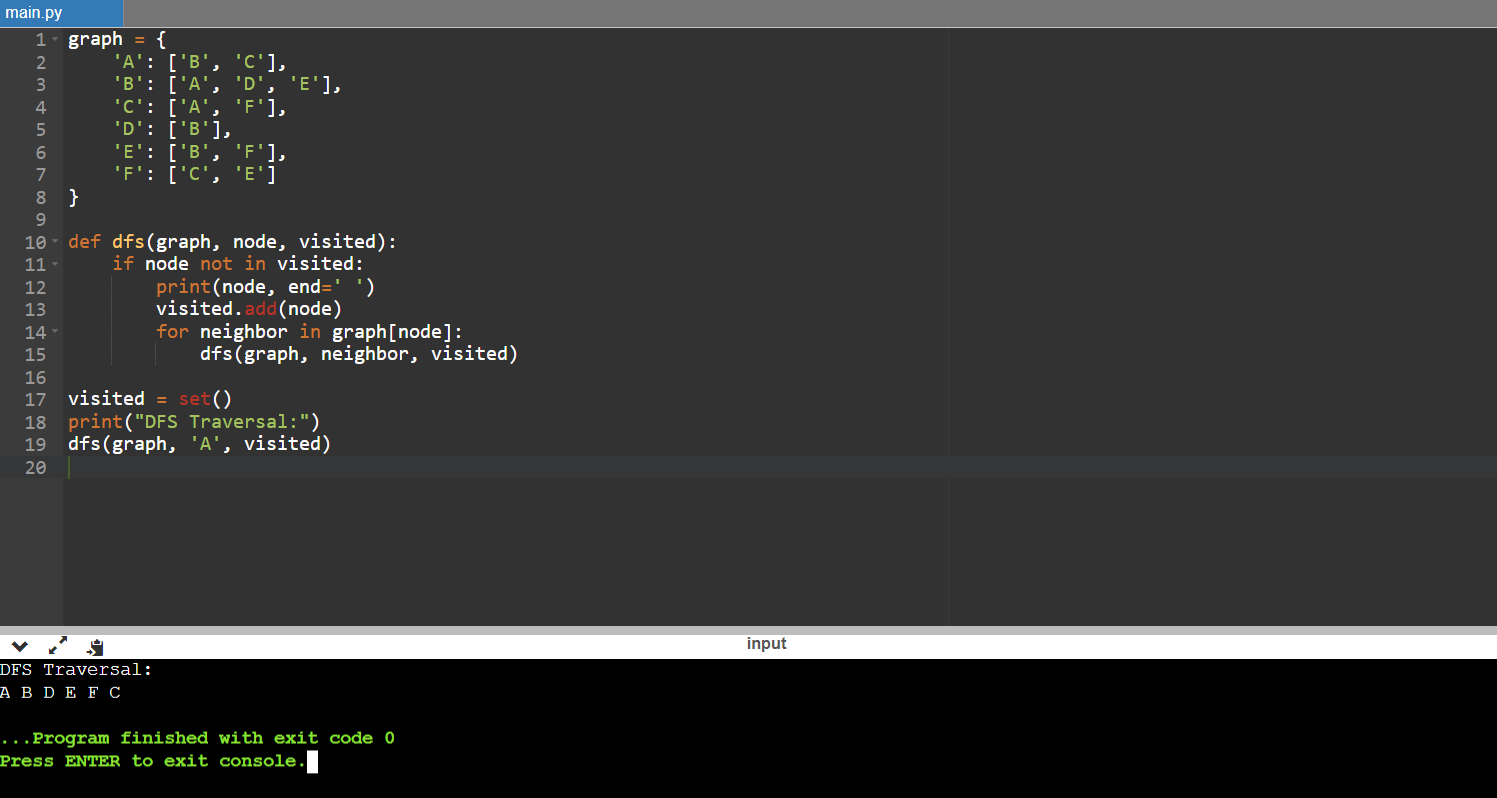 main.py
1 graph = {
2     'A': ['B', 'C'],
3     'B': ['A', 'D', 'E'],
4     'C': ['A', 'F'],
5     'D': ['B'],
6     'E': ['B', 'F'],
7     'F': ['C', 'E']
8 }
9
10 def dfs(graph, node, visited):
11     if node not in visited:
12         print(node, end=' ')
13         visited.add(node)
14         for neighbor in graph[node]:
15             dfs(graph, neighbor, visited)
16
17 visited = set()
18 print("DFS Traversal:")
19 dfs(graph, 'A', visited)
20
input
DFS Traversal:
A B D E F C
...Program finished with exit code 0
Press ENTER to exit console.